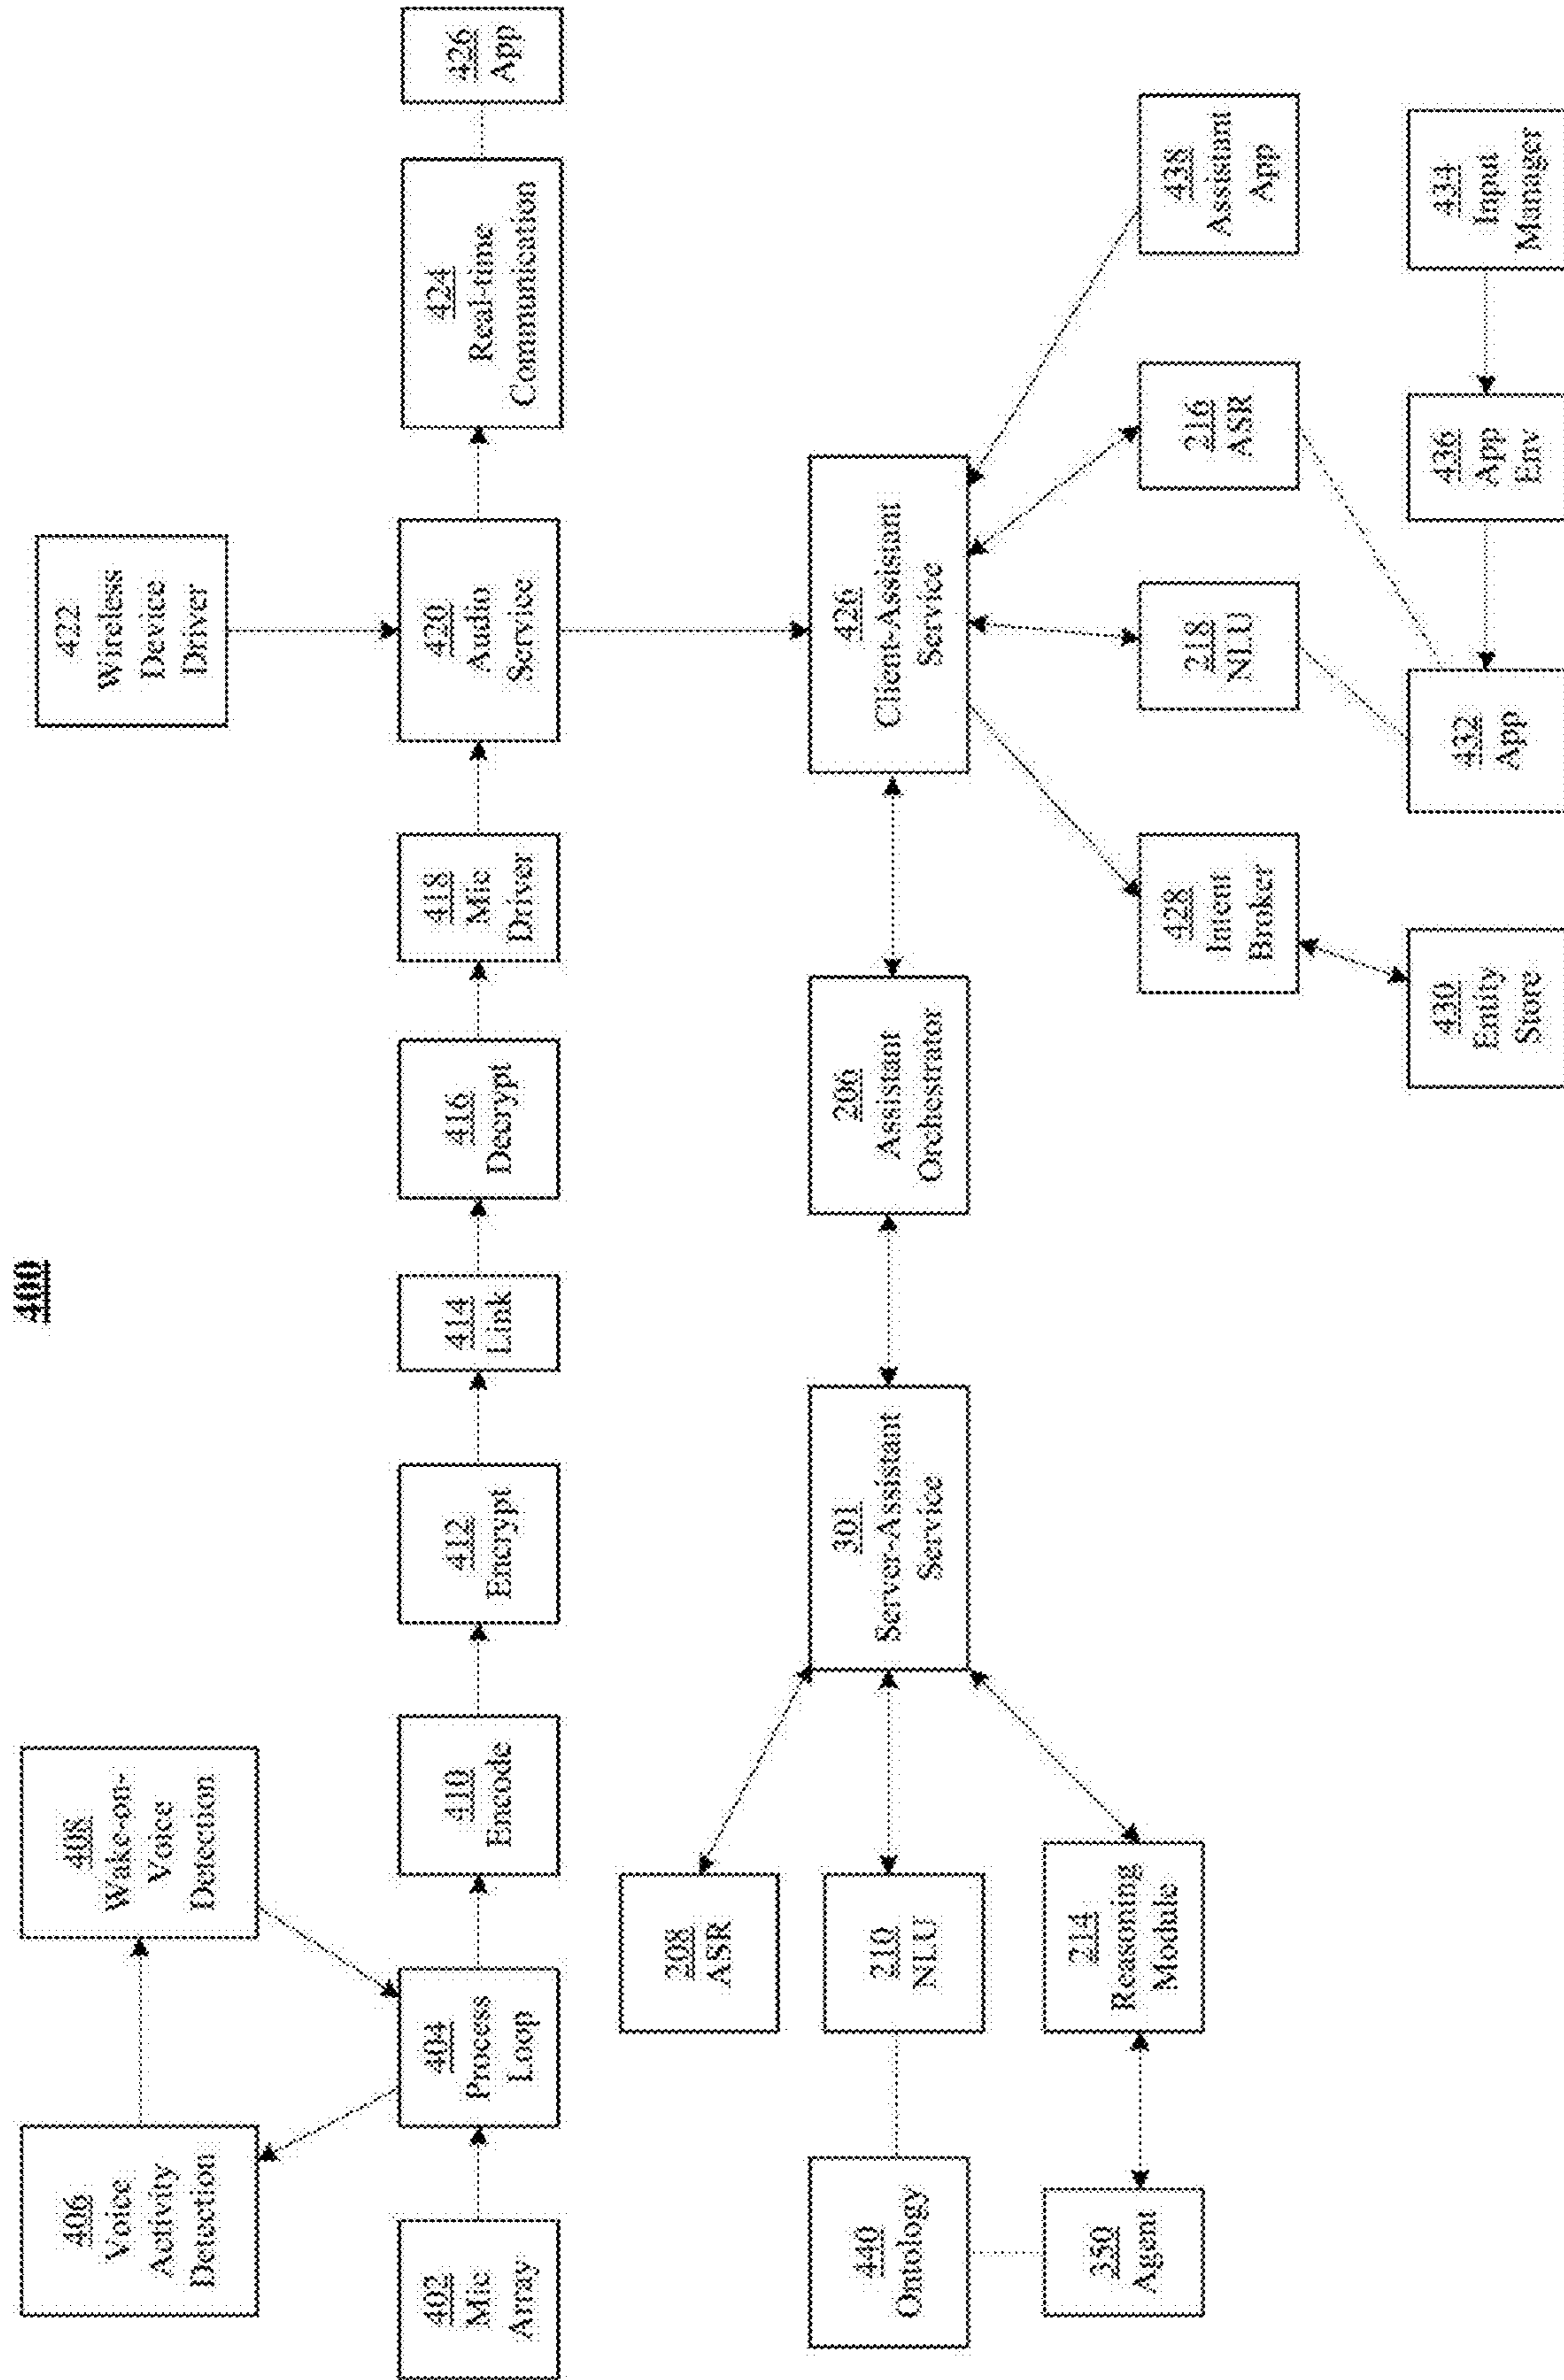 400
406
Voice
Activity
Detection
408
Wake-on-
Voice
Detection
422
Wireless
Device
Driver
402
Mic
Array
404
Process
Loop
410
Encode
412
Encrypt
414
Link
416
Decrypt
418
Mic
Driver
420
Audio
Service
424
Real-time
Communication
426
App
208
ASR
210
NLU
440
Ontology
214
Reasoning
Module
350
Agent
301
Server-Assistant
Service
206
Assistant
Orchestrator
426
Client-Assistant
Service
428
Intent
Broker
218
NLU
216
ASR
438
Assistant
App
430
Entity
Store
432
App
436
App
Env
434
Input
Manager